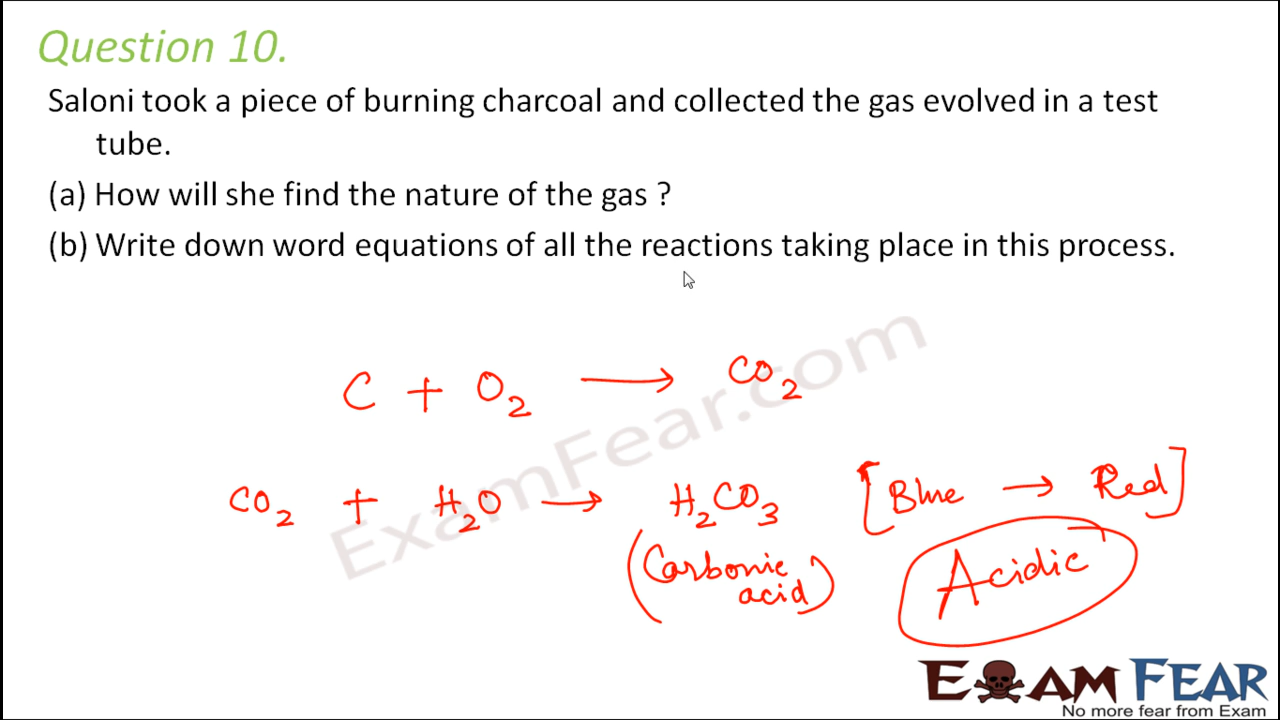 Question 10.
Saloni took a piece of burning charcoal and collected the gas evolved in a test
tube.
(a) How will she find the nature of the gas ?
(b) Write down word equations of all the reactions taking place in this process.
C + O₂ → CO₂
CO₂ + H₂O → H₂CO₃ [Blue → Red]
(Carbonic
acid)
Acidic
ExamFear.com
EXAM FEAR
No more fear from Exam